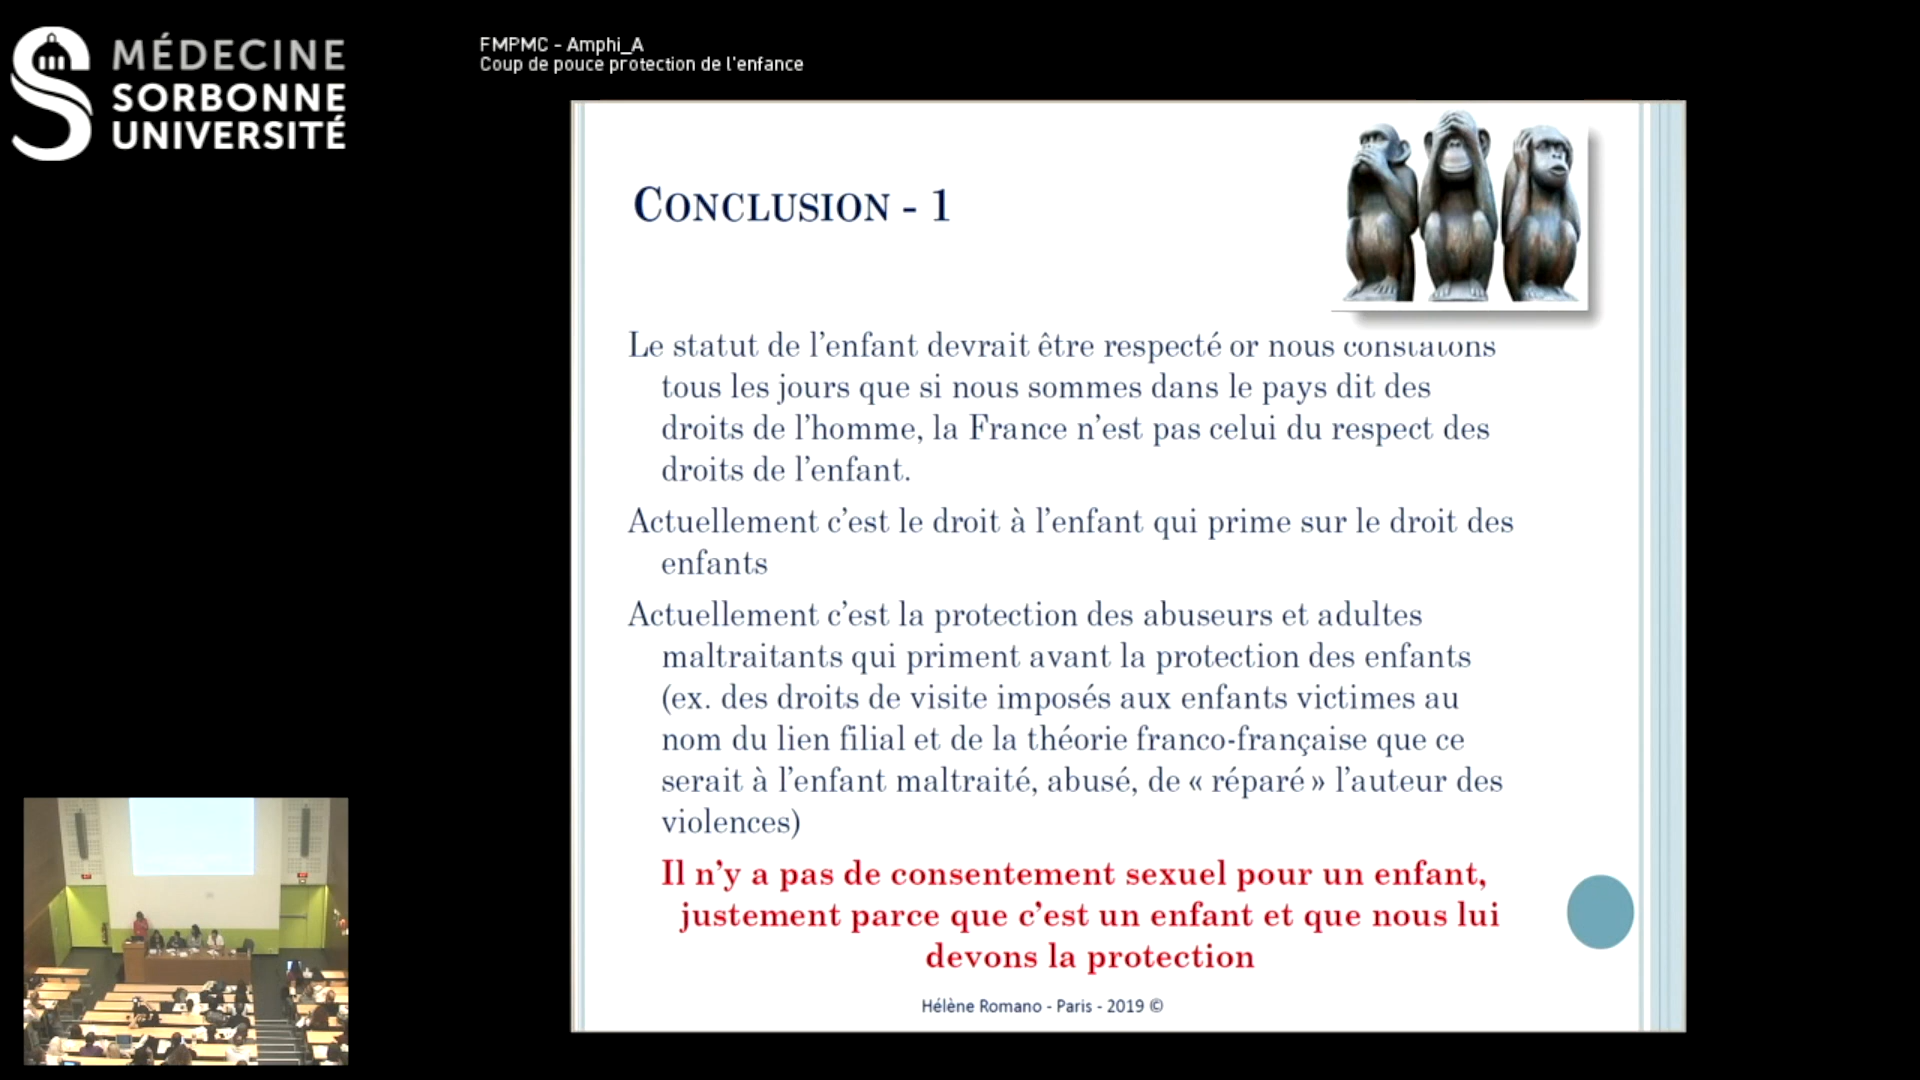 MÉDECINE
SORBONNE
UNIVERSITÉ
FMPMC - Amphi_A
Coup de pouce protection de l'enfance
CONCLUSION - 1
Le statut de l’enfant devrait être respecté or nous constatons
tous les jours que si nous sommes dans le pays dit des
droits de l’homme, la France n’est pas celui du respect des
droits de l’enfant.
Actuellement c’est le droit à l’enfant qui prime sur le droit des
enfants
Actuellement c’est la protection des abuseurs et adultes
maltraitants qui priment avant la protection des enfants
(ex. des droits de visite imposés aux enfants victimes au
nom du lien filial et de la théorie franco-française que ce
serait à l’enfant maltraité, abusé, de « réparé » l’auteur des
violences)
Il n’y a pas de consentement sexuel pour un enfant,
justement parce que c’est un enfant et que nous lui
devons la protection
Hélène Romano - Paris - 2019 ©